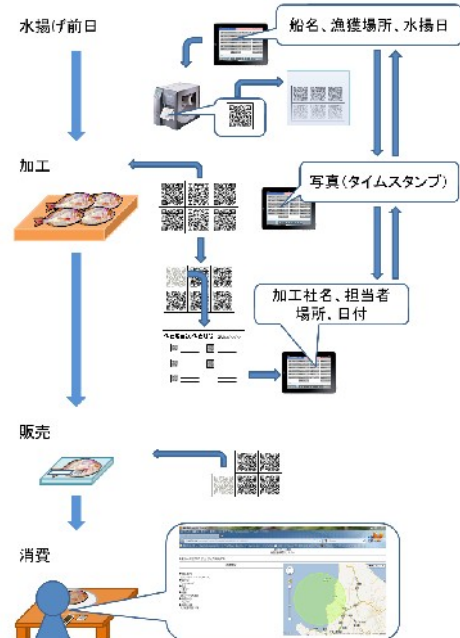 水揚げ前日
船名、漁獲場所、水揚日
加工
写真(タイムスタンプ)
加工社名、担当者
場所、日付
販売
消費